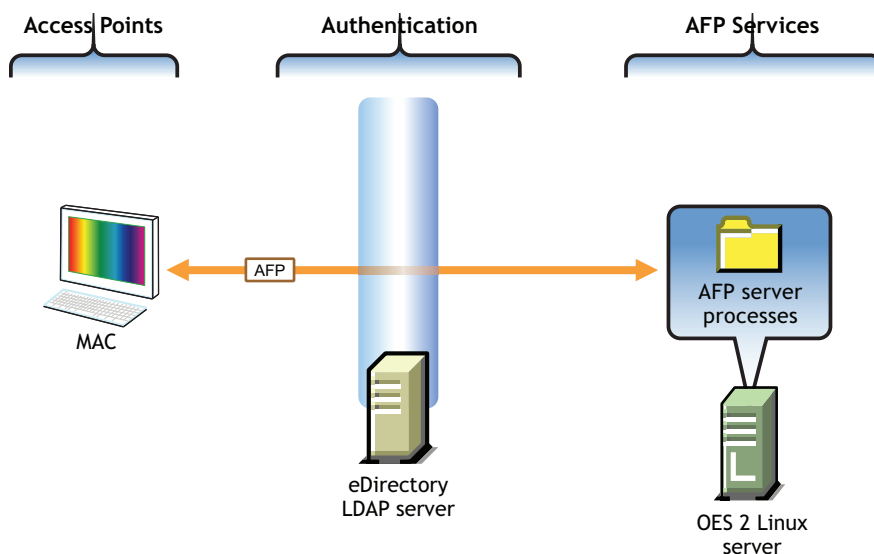 Access Points
Authentication
AFP Services
AFP
MAC
AFP server
processes
eDirectory
LDAP server
L
OES 2 Linux
server